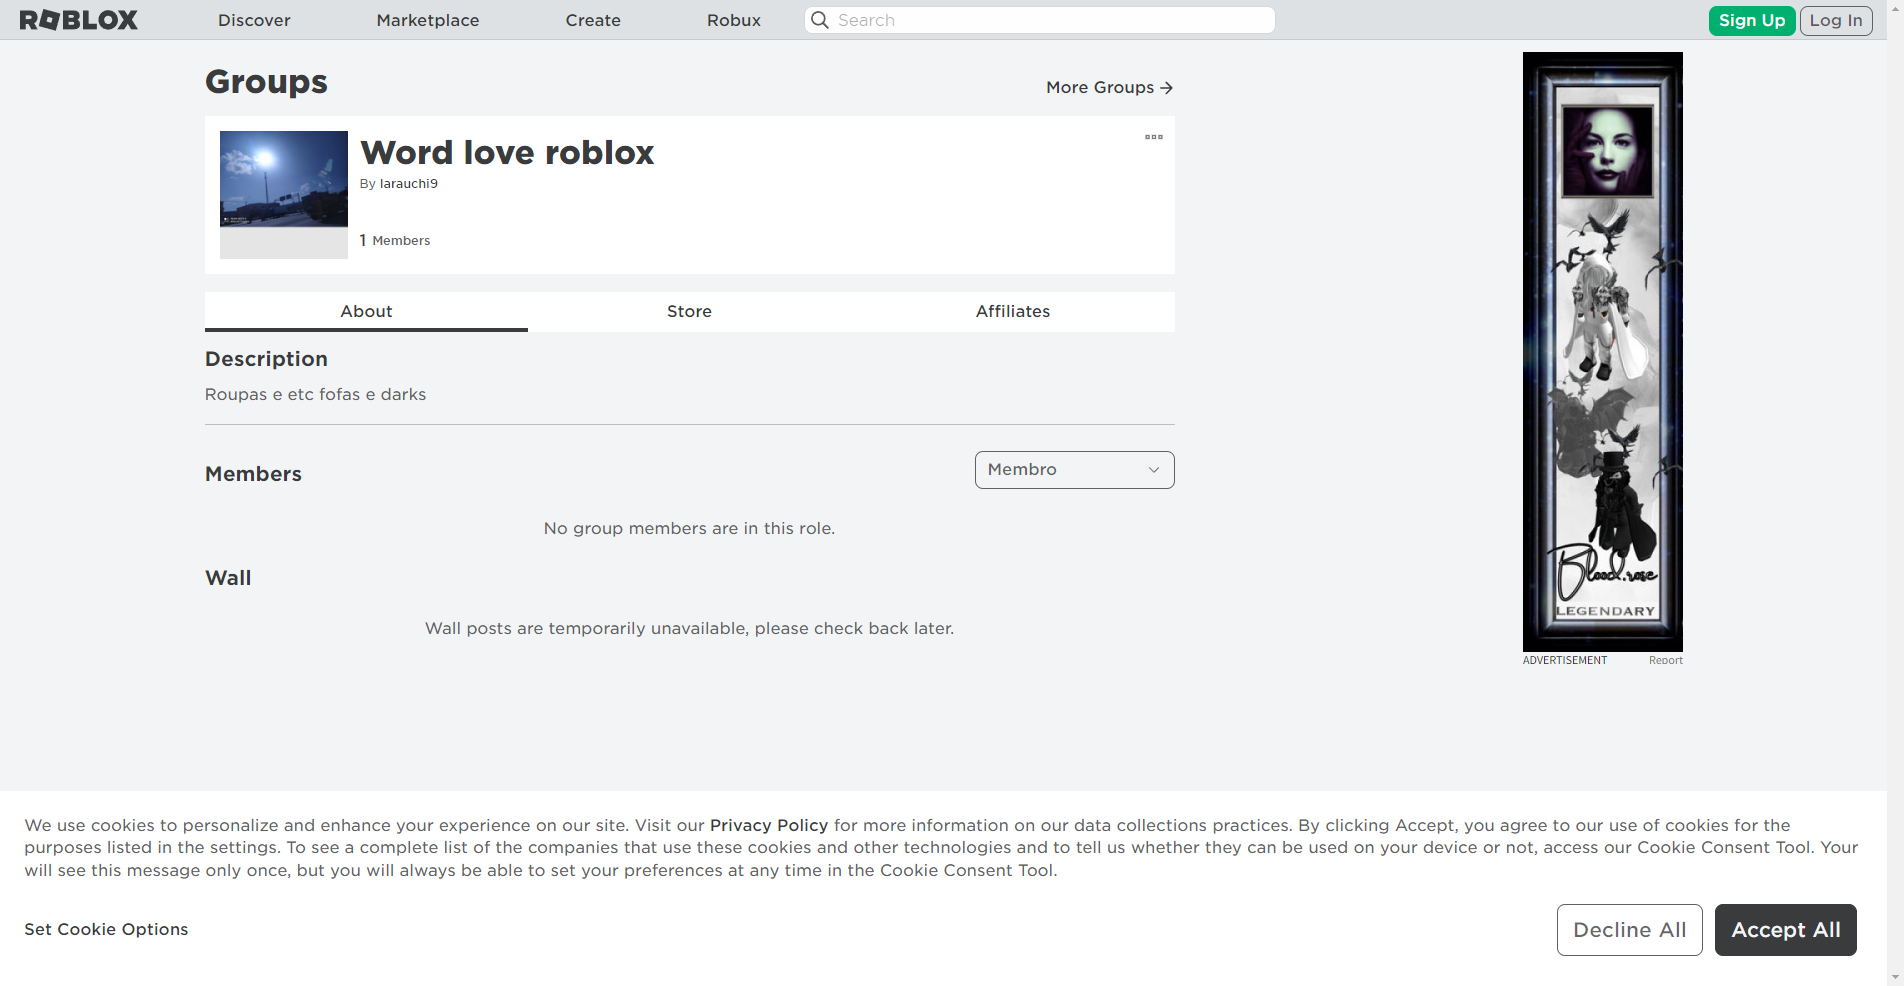 ROBLOX
Discover
Marketplace
Create
Robux
Search
Sign Up
Log In
Groups
More Groups
Word love roblox
By larauchi9
1 Members
About
Store
Affiliates
Description
Roupas e etc fofas e darks
Members
Membro
No group members are in this role.
Wall
Wall posts are temporarily unavailable, please check back later.
Blood.rose
LEGENDARY
ADVERTISEMENT
Report
We use cookies to personalize and enhance your experience on our site. Visit our Privacy Policy for more information on our data collections practices. By clicking Accept, you agree to our use of cookies for the
purposes listed in the settings. To see a complete list of the companies that use these cookies and other technologies and to tell us whether they can be used on your device or not, access our Cookie Consent Tool. Your
will see this message only once, but you will always be able to set your preferences at any time in the Cookie Consent Tool.
Set Cookie Options
Decline All
Accept All